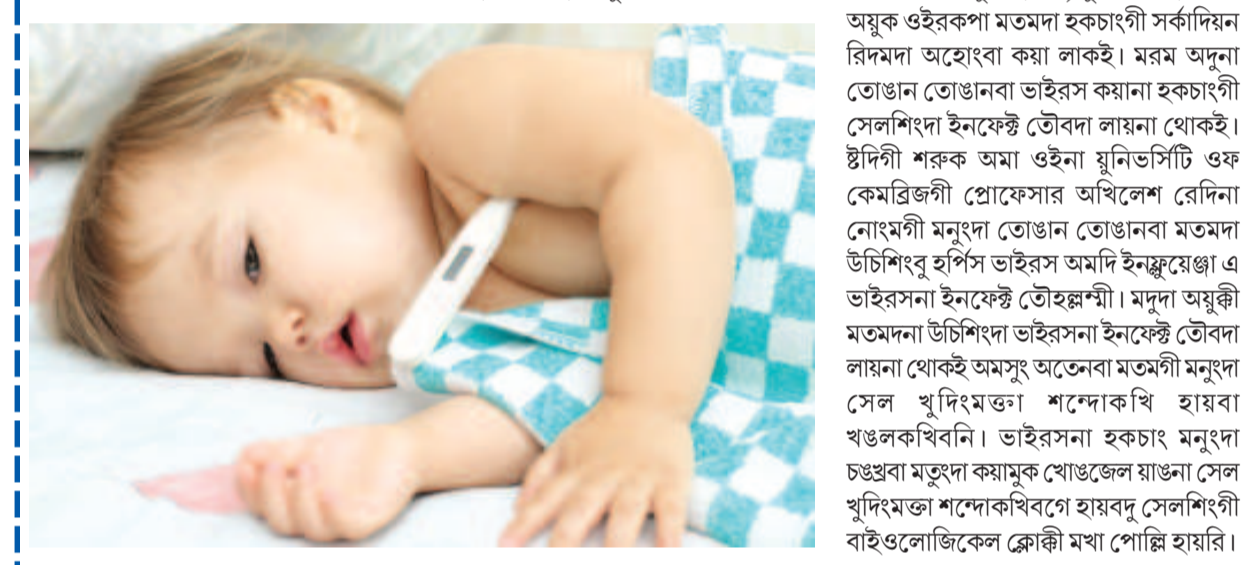 অয়ুক ওইরকপা মতমদা হকচাংগী সর্কাদিয়ন
রিদমদা অহোংবা কয়া লাকই। মরম অদুনা
তোঙান তোঙানবা ভাইরস কয়ানা হকচাংগী
সেলশিংদা ইনফেক্ট তৌবদা লায়না থোকই।
ষ্টদিগী শরুক অমা ওইনা য়ুনিভর্সিটি ওফ
কেমব্রিজগী প্রোফেসার অখিলেশ রেদিনা
নোংমগী মনুংদা তোঙান তোঙানবা মতমদা
উচিশিংবু হর্পিস ভাইরস অমদি ইনফ্লুয়েঞ্জা এ
ভাইরসনা ইনফেক্ট তৌহল্লম্মী। মদুদা অয়ুক্কী
মতমদনা উচিশিংদা ভাইরসনা ইনফেক্ট তৌবদা
লায়না থোকই অমসুং অতেনবা মতমগী মনুংদা
সেল খুদিংমক্তা শন্দোকখি হায়বা
খঙলকখিবনি। ভাইরসনা হকচাং মনুংদা
চঙখ্রবা মতুংদা কয়ামুক খোঙজেল য়াঙনা সেল
খুদিংমক্তা শন্দোকখিবগে হায়বদু সেলশিংগী
বাইওলোজিকেল ক্লোক্কী মখা পোল্লি হায়রি।